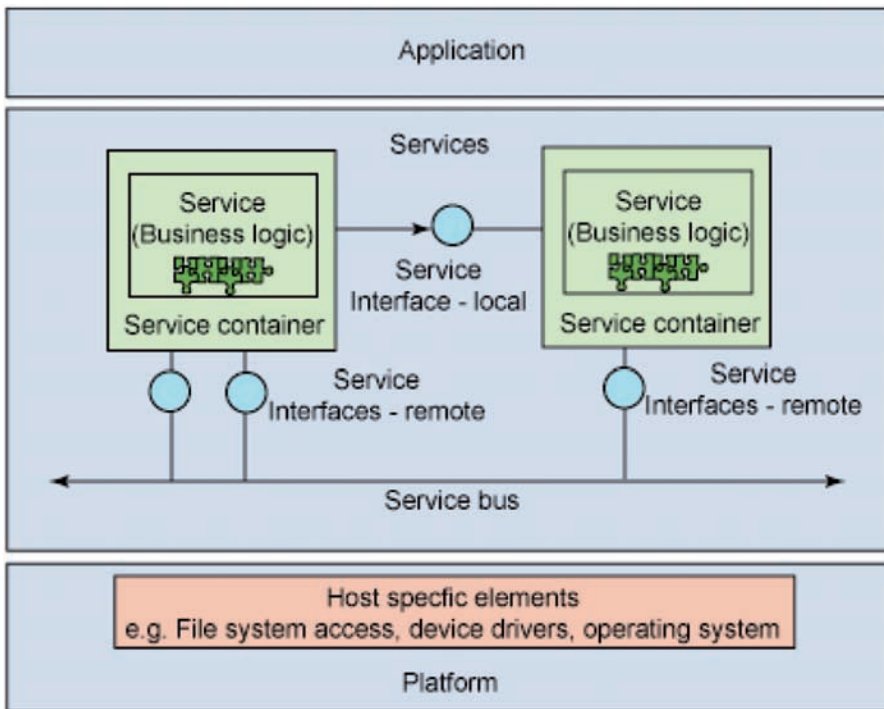 Application
Services
Service
(Business logic)
Service container
Service
Interface - local
Service
(Business logic)
Service container
Service
Interfaces - remote
Service
Interfaces - remote
Service bus
Host specfic elements
e.g. File system access, device drivers, operating system
Platform